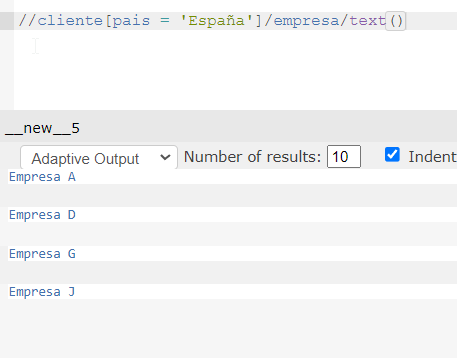 //cliente[pais = 'España']/empresa/text()
__new__5
Adaptive Output Number of results: 10 Indent
Empresa A
Empresa D
Empresa G
Empresa J